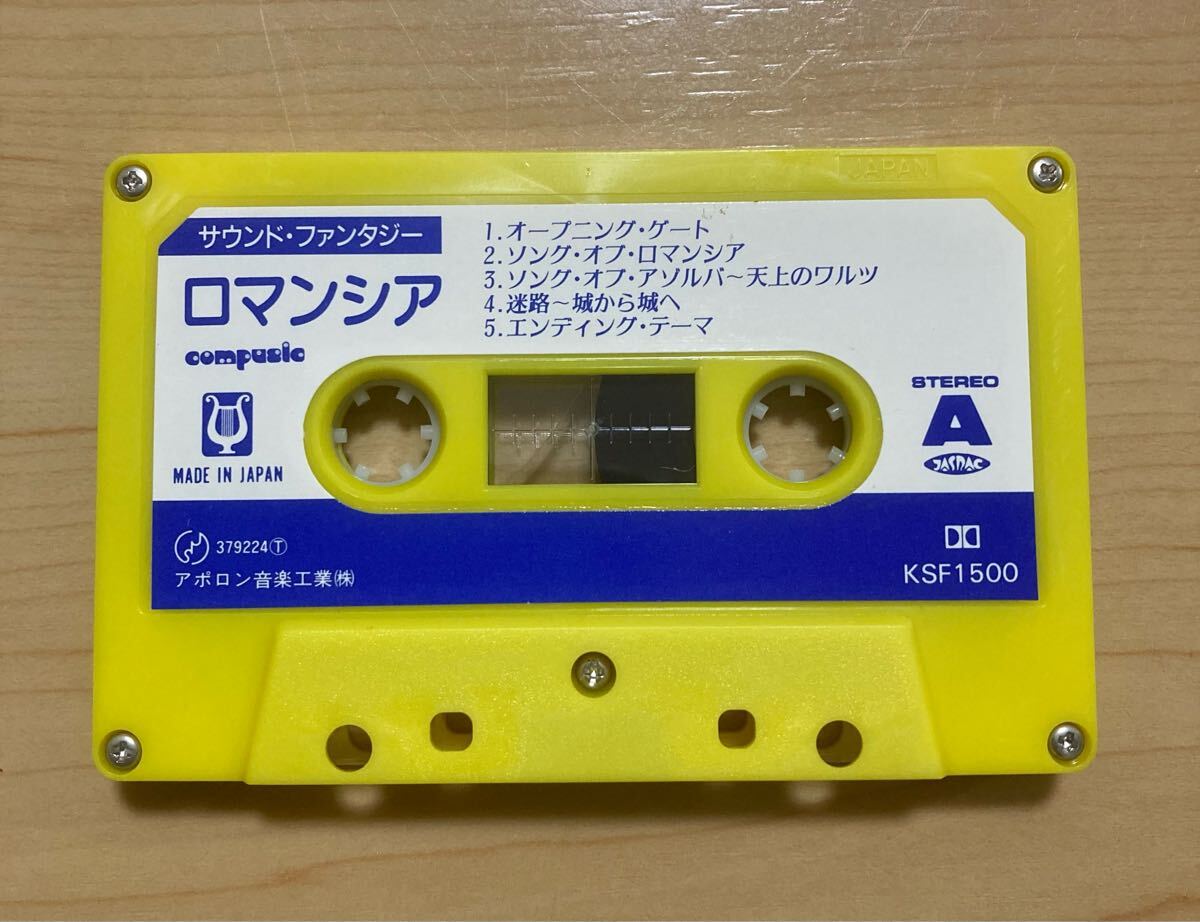 JAPAN
サウンド・ファンタジー
ロマンシア
compusic
MADE IN JAPAN
1.オープニング・ゲート
2.ソング・オブ・ロマンシア
3.ソング・オブ・アゾルバ〜天上のワルツ
4.迷路〜城から城へ
5.エンディング・テーマ
STEREO
A
JASRAC
379224Ⓣ
アポロン音楽工業㈱
KSF1500